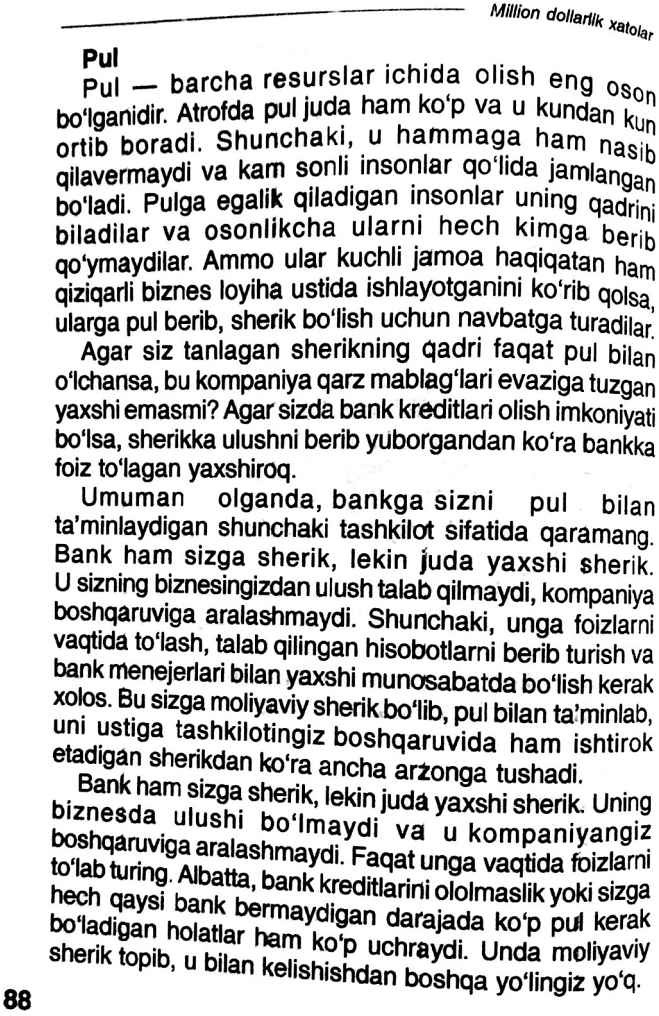 Million dollarlik xatolar
Pul
Pul — barcha resurslar ichida olish eng oson
bo‘lganidir. Atrofda pul juda ham ko‘p va u kundan kun
ortib boradi. Shunchaki, u hammaga ham nasib
qilavermaydi va kam sonli insonlar qo‘lida jamlangan
bo‘ladi. Pulga egalik qiladigan insonlar uning qadrini
biladilar va osonlikcha ularni hech kimga berib
qo‘ymaydilar. Ammo ular kuchli jamoa haqiqatan ham
qiziqarli biznes loyiha ustida ishlayotganini ko‘rib qolsa,
ularga pul berib, sherik bo‘lish uchun navbatga turadilar.
Agar siz tanlagan sherikning qadri faqat pul bilan
o‘lchansa, bu kompaniya qarz mablag‘lari evaziga tuzgan
yaxshi emasmi? Agar sizda bank kreditlari olish imkoniyati
bo‘lsa, sherikka ulushni berib yuborgandan ko‘ra bankka
foiz to‘lagan yaxshiroq.
Umuman olganda, bankga sizni pul bilan
ta’minlaydigan shunchaki tashkilot sifatida qaramang.
Bank ham sizga sherik, lekin juda yaxshi sherik.
U sizning biznesingizdan ulush talab qilmaydi, kompaniya
boshqaruviga aralashmaydi. Shunchaki, unga foizlarni
vaqtida to‘lash, talab qilingan hisobotlarni berib turish va
bank menejerlari bilan yaxshi munosabatda bo‘lish kerak
xolos. Bu sizga moliyaviy sherik bo‘lib, pul bilan ta’minlab,
uni ustiga tashkilotingiz boshqaruvida ham ishtirok
etadigan sherikdan ko‘ra ancha arzonga tushadi.
Bank ham sizga sherik, lekin juda yaxshi sherik. Uning
biznesda ulushi bo‘lmaydi va u kompaniyangiz
boshqaruviga aralashmaydi. Faqat unga vaqtida foizlarni
to‘lab turing. Albatta, bank kreditlarini ololmaslik yoki sizga
hech qaysi bank bermaydigan darajada ko‘p pul kerak
bo‘ladigan holatlar ham ko‘p uchraydi. Unda moliyaviy
sherik topib, u bilan kelishishdan boshqa yo‘lingiz yo‘q.
88